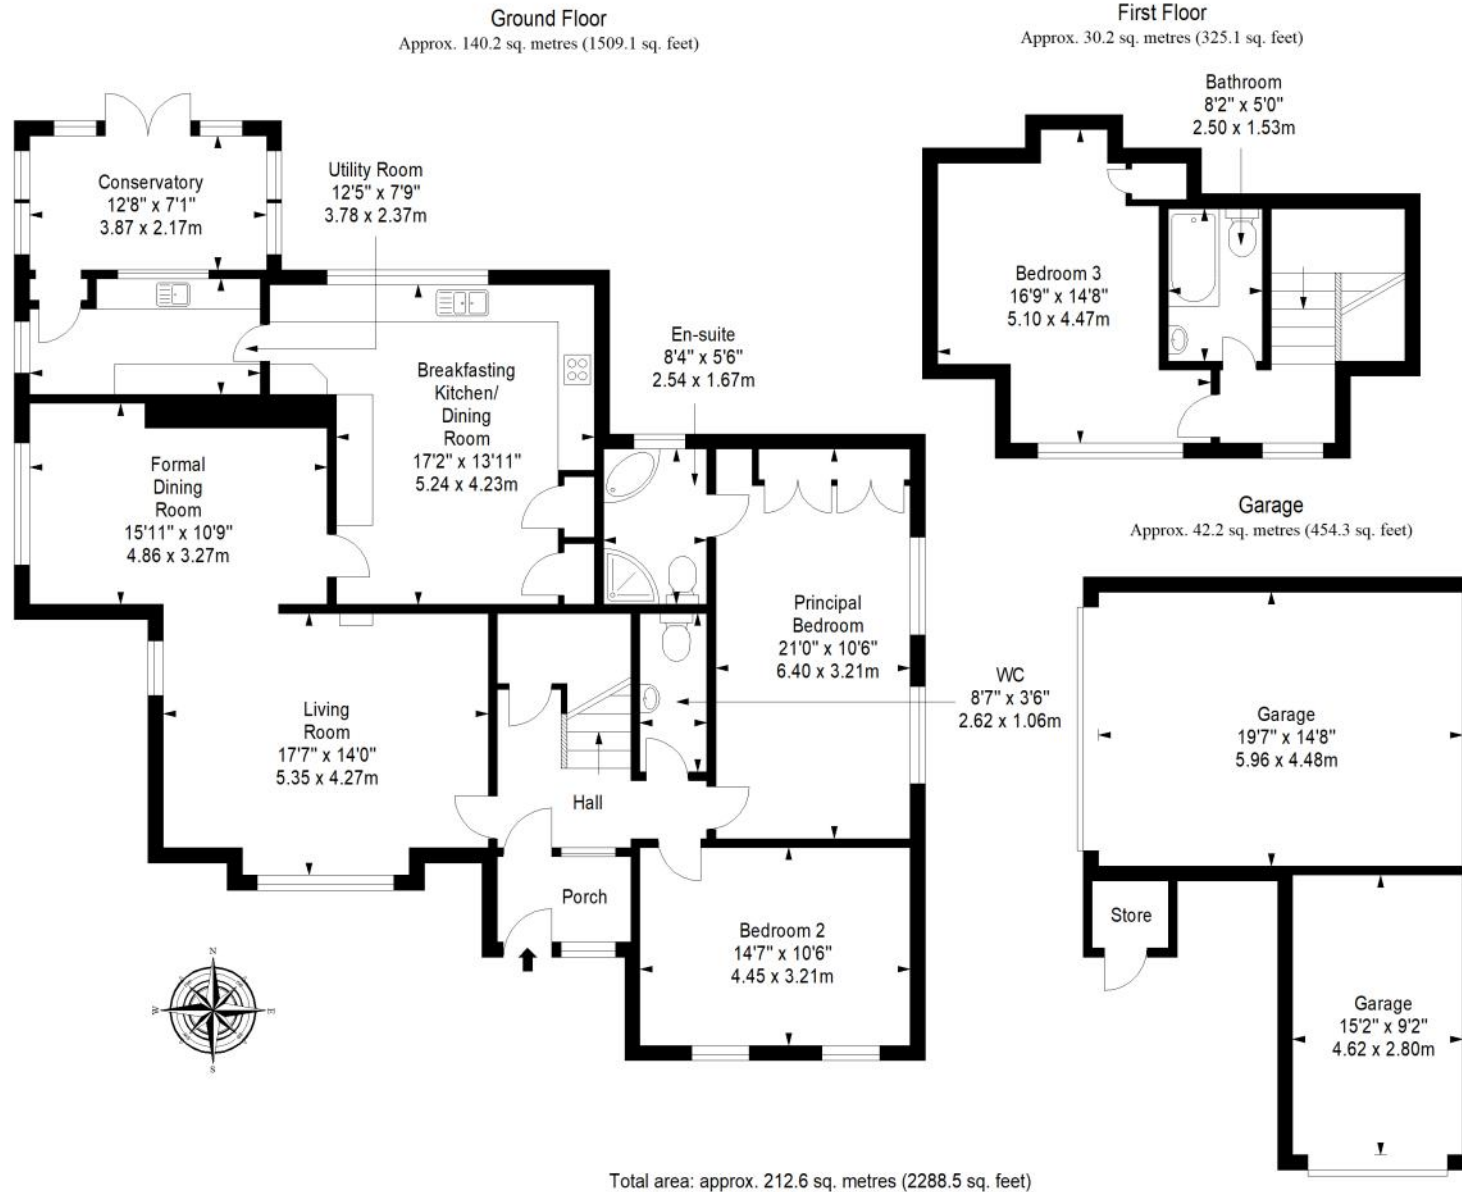 Ground Floor
Approx. 140.2 sq. metres (1509.1 sq. feet)
Conservatory
12'8" x 7'1"
3.87 x 2.17m
Utility Room
12'5" x 7'9"
3.78 x 2.37m
Breakfasting
Kitchen/
Dining
Room
17'2" x 13'11"
5.24 x 4.23m
En-suite
8'4" x 5'6"
2.54 x 1.67m
Formal
Dining
Room
15'11" x 10'9"
4.86 x 3.27m
Principal
Bedroom
21'0" x 10'6"
6.40 x 3.21m
WC
8'7" x 3'6"
2.62 x 1.06m
Living
Room
17'7" x 14'0"
5.35 x 4.27m
Hall
Porch
Bedroom 2
14'7" x 10'6"
4.45 x 3.21m
N
W
E
S
First Floor
Approx. 30.2 sq. metres (325.1 sq. feet)
Bathroom
8'2" x 5'0"
2.50 x 1.53m
Bedroom 3
16'9" x 14'8"
5.10 x 4.47m
Garage
Approx. 42.2 sq. metres (454.3 sq. feet)
Garage
19'7" x 14'8"
5.96 x 4.48m
Store
Garage
15'2" x 9'2"
4.62 x 2.80m
Total area: approx. 212.6 sq. metres (2288.5 sq. feet)